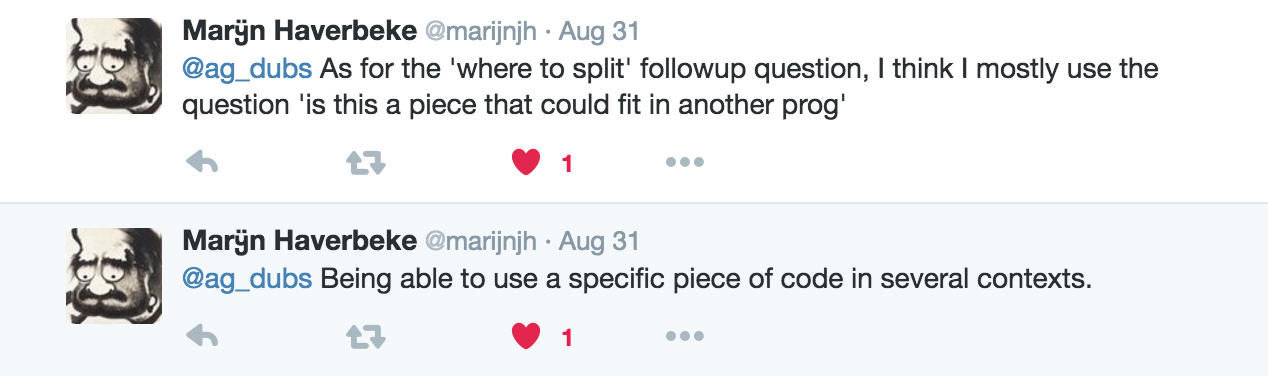 Marijn Haverbeke @marijnjh · Aug 31
@ag_dubs As for the 'where to split' followup question, I think I mostly use the
question 'is this a piece that could fit in another prog'
1
Marijn Haverbeke @marijnjh · Aug 31
@ag_dubs Being able to use a specific piece of code in several contexts.
1